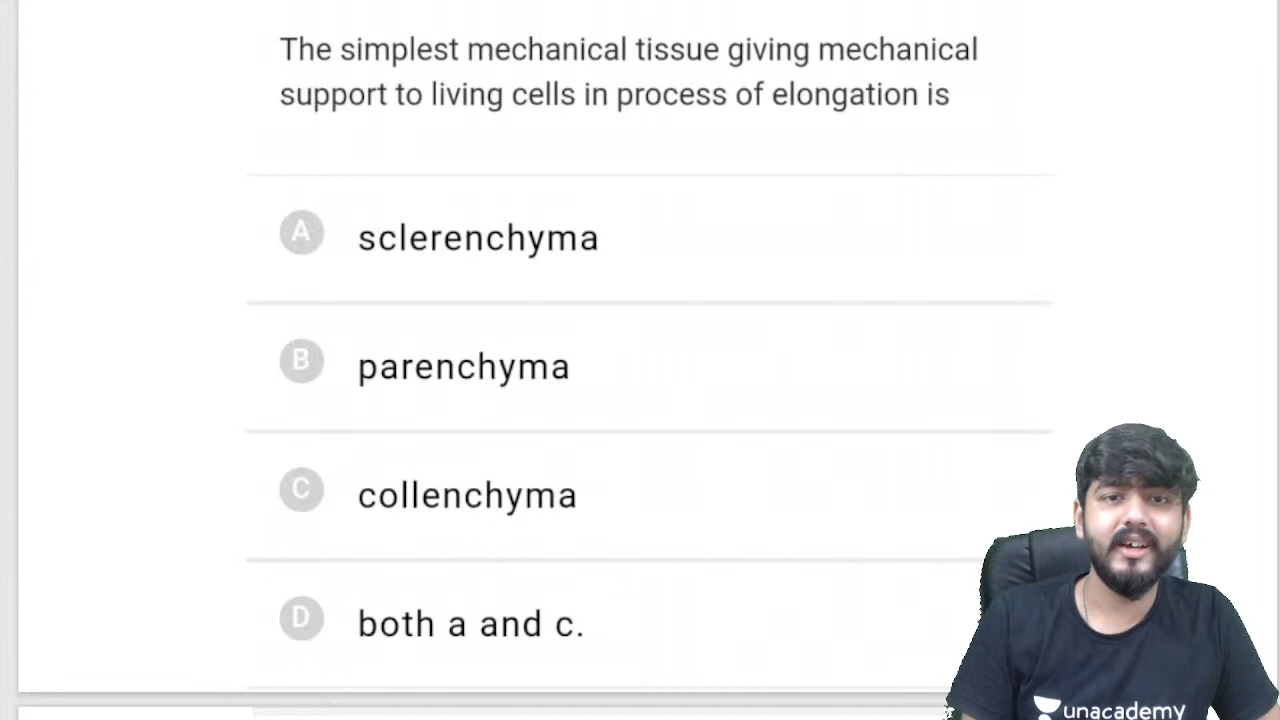 The simplest mechanical tissue giving mechanical
support to living cells in process of elongation is
A sclerenchyma
B parenchyma
C collenchyma
D both a and c.
unacademy